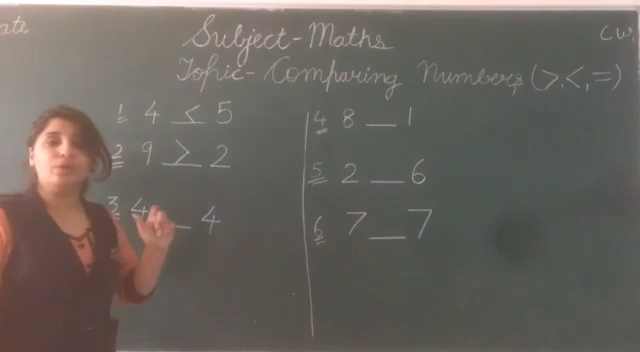 ate
Subject-Maths
C.W.
Topic-Comparing Numbers (>,<,=)
1 4 < 5
2 9 > 2
3 4 __ 4
4 8 __ 1
5 2 __ 6
6 7 __ 7